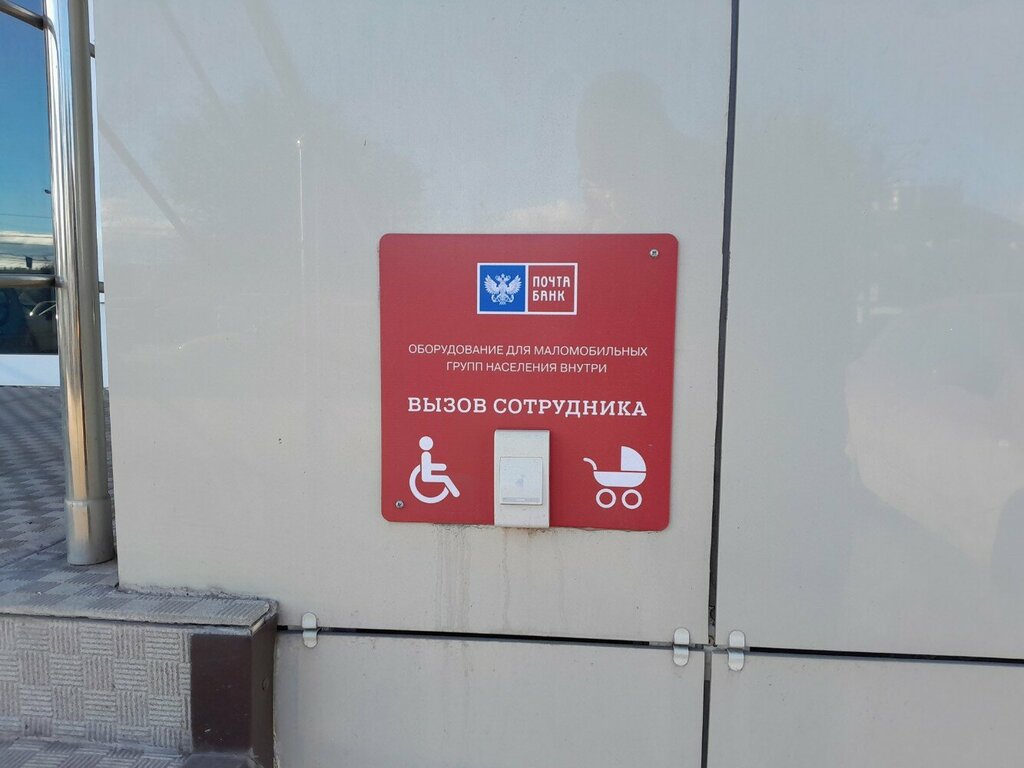 ПОЧТА
БАНК
ОБОРУДОВАНИЕ ДЛЯ МАЛОМОБИЛЬНЫХ
ГРУПП НАСЕЛЕНИЯ ВНУТРИ
ВЫЗОВ СОТРУДНИКА